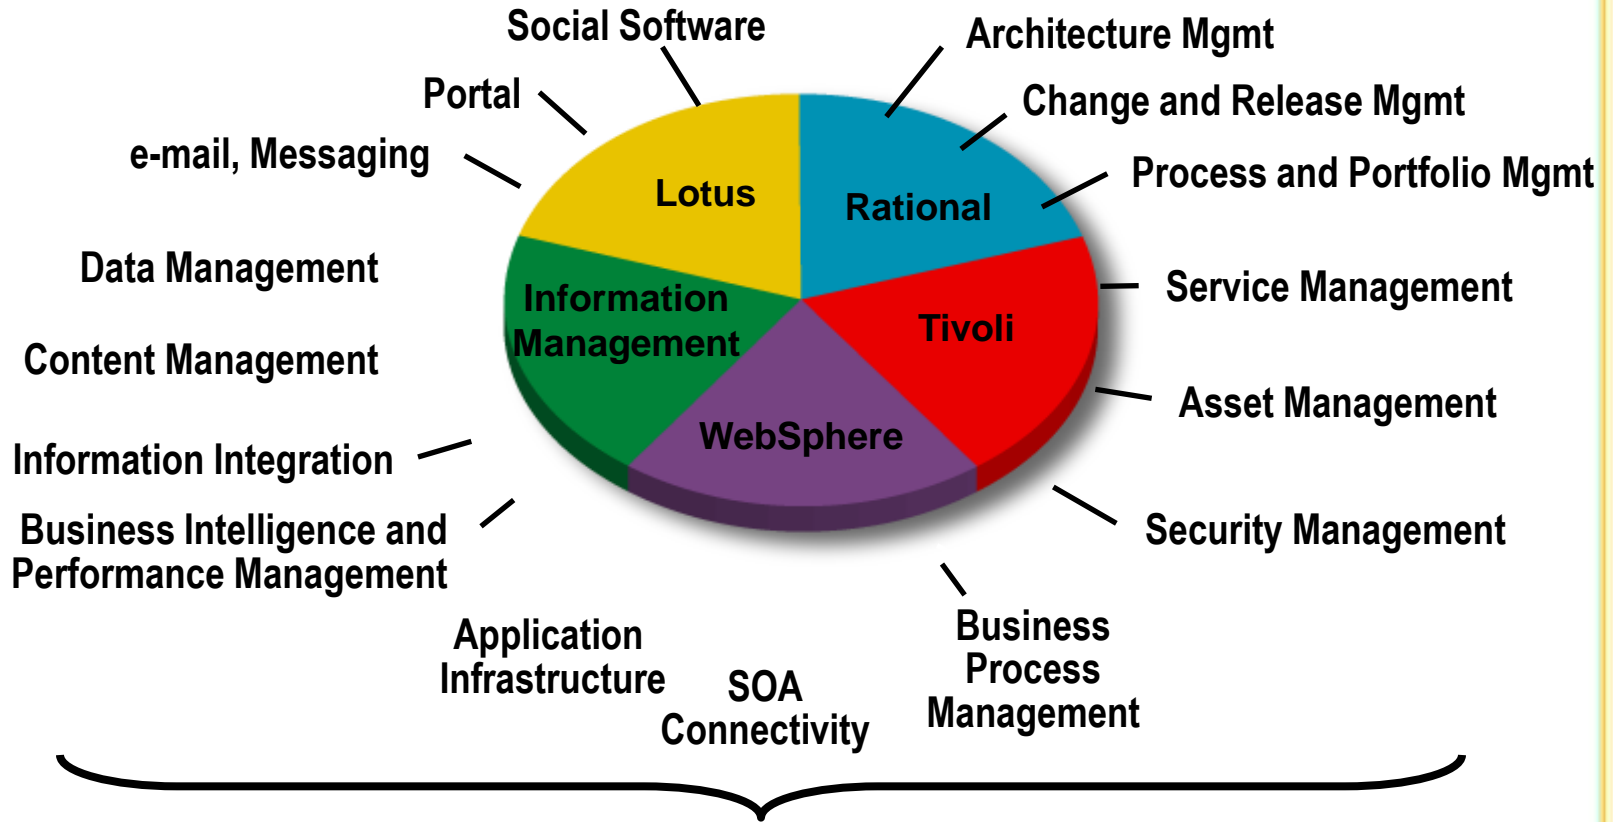 Social Software
Architecture Mgmt
Portal
Change and Release Mgmt
e-mail, Messaging
Process and Portfolio Mgmt
Lotus
Rational
Data Management
Service Management
Information
Management
Tivoli
Content Management
Asset Management
WebSphere
Information Integration
Business Intelligence and
Performance Management
Security Management
Application
Infrastructure
SOA
Connectivity
Business
Process
Management